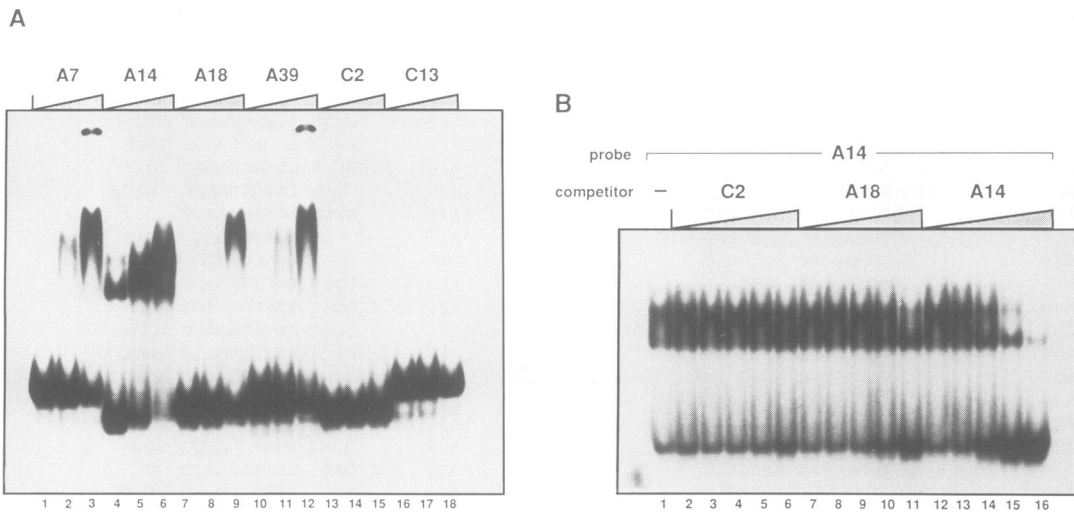 A
A7 A14 A18 A39 C2 C13
1 2 3 4 5 6 7 8 9 10 11 12 13 14 15 16 17 18
B
probe A14
competitor – C2 A18 A14
1 2 3 4 5 6 7 8 9 10 11 12 13 14 15 16